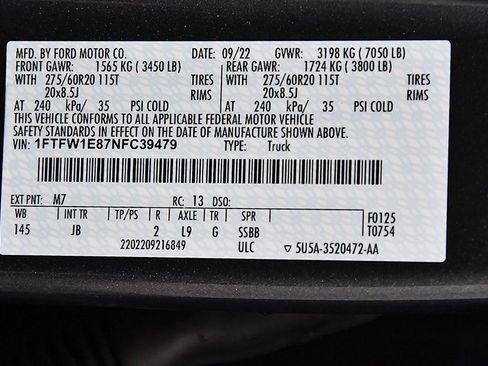 MFD. BY FORD MOTOR CO. DATE: 09/22 GVWR: 3198 KG ( 7050 LB)
FRONT GAWR: 1565 KG ( 3450 LB) REAR GAWR: 1724 KG ( 3800 LB)
WITH 275/60R20 115T TIRES WITH 275/60R20 115T TIRES
20x8.5J RIMS 20x8.5J RIMS
AT 240 kPa/ 35 PSI COLD AT 240 kPa/ 35 PSI COLD
THIS VEHICLE CONFORMS TO ALL APPLICABLE FEDERAL MOTOR VEHICLE
SAFETY STANDARDS IN EFFECT ON THE DATE OF MANUFACTURE SHOWN ABOVE.
VIN: 1FTFW1E87NFC39479 TYPE: Truck
EXT PNT: M7 RC: 13 DSO:
WB INT TR TP/PS R AXLE TR SPR F0125
145 JB 2 L9 G SSBB T0754
2202209216849 ULC ▽ 5U5A-3520472-AA